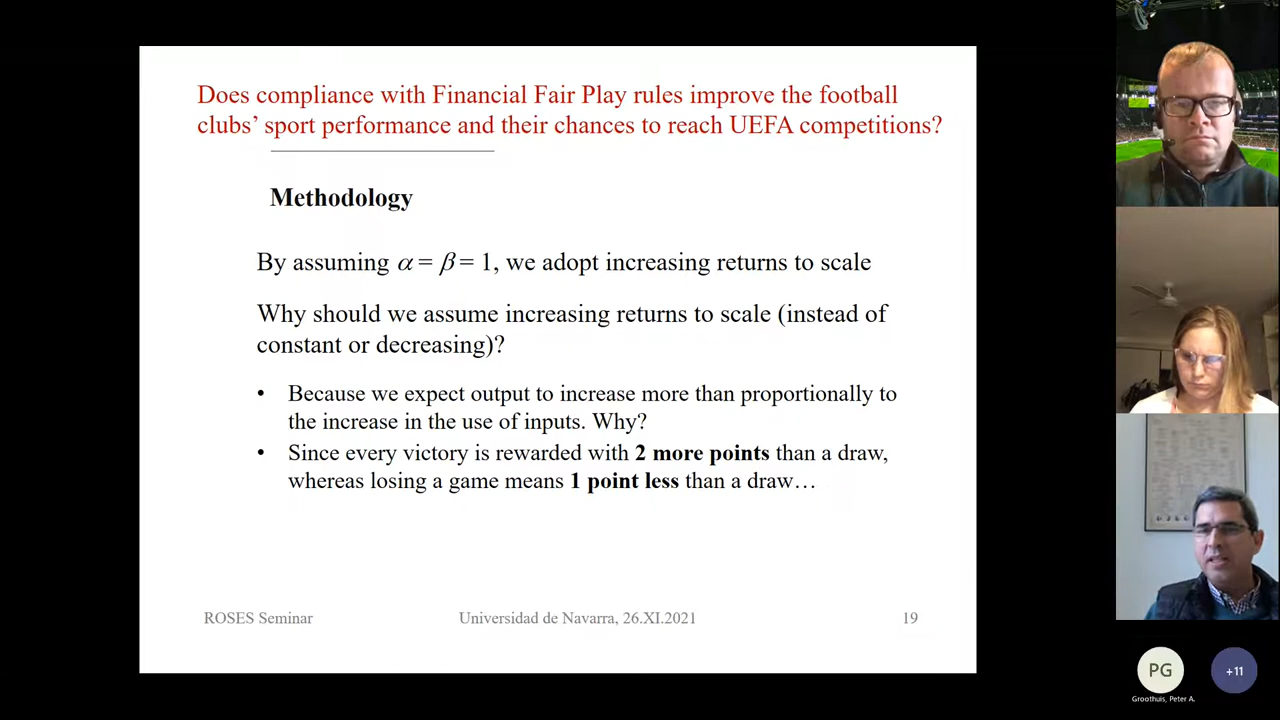 Does compliance with Financial Fair Play rules improve the football
clubs’ sport performance and their chances to reach UEFA competitions?
Methodology
By assuming α = β = 1, we adopt increasing returns to scale
Why should we assume increasing returns to scale (instead of
constant or decreasing)?
• Because we expect output to increase more than proportionally to
the increase in the use of inputs. Why?
• Since every victory is rewarded with 2 more points than a draw,
whereas losing a game means 1 point less than a draw…
ROSES Seminar
Universidad de Navarra, 26.XI.2021
19
PG
+11
Groothuis, Peter A.